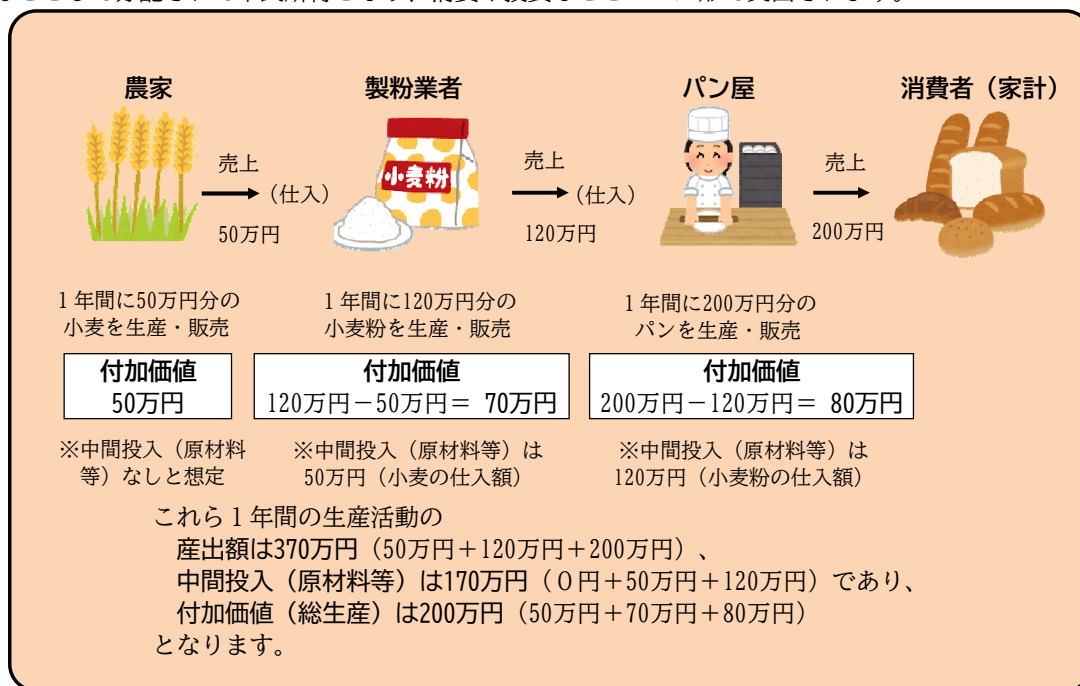 農家
製粉業者
パン屋
消費者（家計）
小麦粉
売上
（仕入）
50万円
売上
（仕入）
120万円
売上
200万円
１年間に50万円分の
小麦を生産・販売
１年間に120万円分の
小麦粉を生産・販売
１年間に200万円分の
パンを生産・販売
付加価値
50万円
付加価値
120万円－50万円＝ 70万円
付加価値
200万円－120万円＝ 80万円
※中間投入（原材料
等）なしと想定
※中間投入（原材料等）は
50万円（小麦の仕入額）
※中間投入（原材料等）は
120万円（小麦粉の仕入額）
これら１年間の生産活動の
産出額は370万円（50万円＋120万円＋200万円）、
中間投入（原材料等）は170万円（０円＋50万円＋120万円）であり、
付加価値（総生産）は200万円（50万円＋70万円＋80万円）
となります。